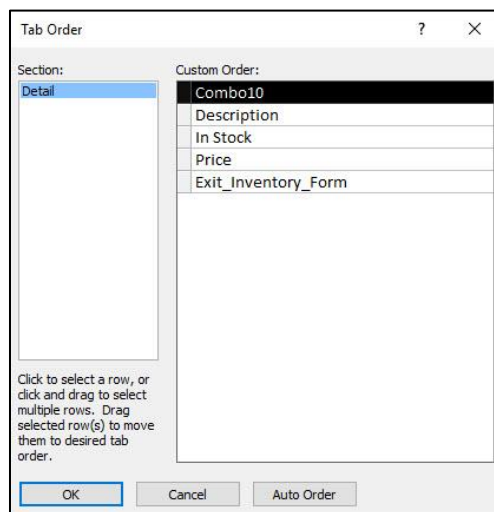 Tab Order ?
Section:
Detail
Custom Order:
Combo10
Description
In Stock
Price
Exit_Inventory_Form
Click to select a row, or
click and drag to select
multiple rows. Drag
selected row(s) to move
them to desired tab
order.
OK Cancel Auto Order